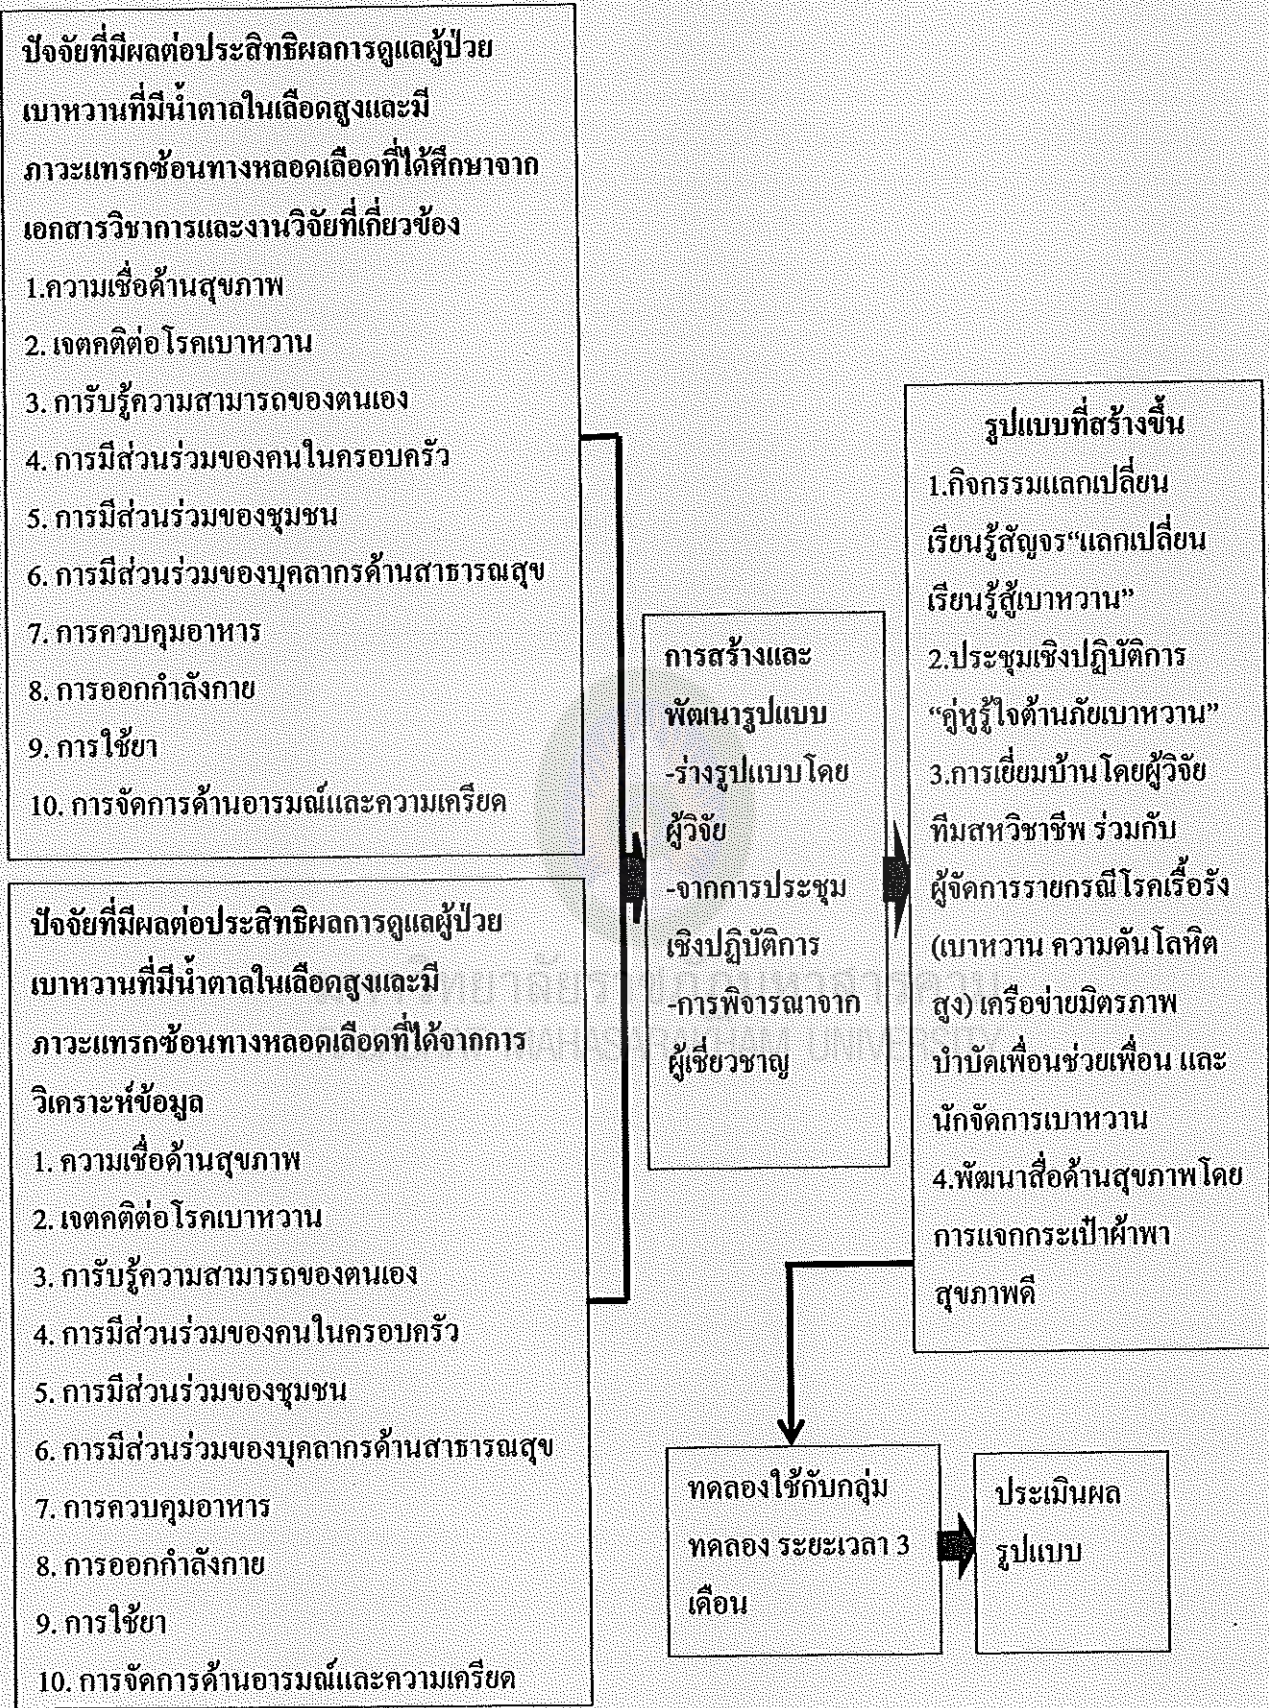 ปัจจัยที่มีผลต่อประสิทธิผลการดูแลผู้ป่วย
เบาหวานที่มีน้ำตาลในเลือดสูงและมี
ภาวะแทรกซ้อนทางหลอดเลือดที่ได้ศึกษาจาก
เอกสารวิชาการและงานวิจัยที่เกี่ยวข้อง
1.ความเชื่อด้านสุขภาพ
2. เจตคติต่อโรคเบาหวาน
3. การับรู้ความสามารถของตนเอง
4. การมีส่วนร่วมของคนในครอบครัว
5. การมีส่วนร่วมของชุมชน
6. การมีส่วนร่วมของบุคลากรด้านสาธารณสุข
7. การควบคุมอาหาร
8. การออกกำลังกาย
9. การใช้ยา
10. การจัดการด้านอารมณ์และความเครียด
ปัจจัยที่มีผลต่อประสิทธิผลการดูแลผู้ป่วย
เบาหวานที่มีน้ำตาลในเลือดสูงและมี
ภาวะแทรกซ้อนทางหลอดเลือดที่ได้จากการ
วิเคราะห์ข้อมูล
1. ความเชื่อด้านสุขภาพ
2. เจตคติต่อโรคเบาหวาน
3. การับรู้ความสามารถของตนเอง
4. การมีส่วนร่วมของคนในครอบครัว
5. การมีส่วนร่วมของชุมชน
6. การมีส่วนร่วมของบุคลากรด้านสาธารณสุข
7. การควบคุมอาหาร
8. การออกกำลังกาย
9. การใช้ยา
10. การจัดการด้านอารมณ์และความเครียด
การสร้างและ
พัฒนารูปแบบ
-ร่างรูปแบบโดย
ผู้วิจัย
-จากการประชุม
เชิงปฏิบัติการ
-การพิจารณาจาก
ผู้เชี่ยวชาญ
รูปแบบที่สร้างขึ้น
1.กิจกรรมแลกเปลี่ยน
เรียนรู้สัญจร“แลกเปลี่ยน
เรียนรู้สู้เบาหวาน”
2.ประชุมเชิงปฏิบัติการ
“คู่หูรู้ใจต้านภัยเบาหวาน”
3.การเยี่ยมบ้านโดยผู้วิจัย
ทีมสหวิชาชีพ ร่วมกับ
ผู้จัดการรายกรณีโรคเรื้อรัง
(เบาหวาน ความดันโลหิต
สูง) เครือข่ายมิตรภาพ
บำบัดเพื่อนช่วยเพื่อน และ
นักจัดการเบาหวาน
4.พัฒนาสื่อด้านสุขภาพโดย
การแจกกระเป๋าผ้าพา
สุขภาพดี
ทดลองใช้กับกลุ่ม
ทดลอง ระยะเวลา 3
เดือน
ประเมินผล
รูปแบบ